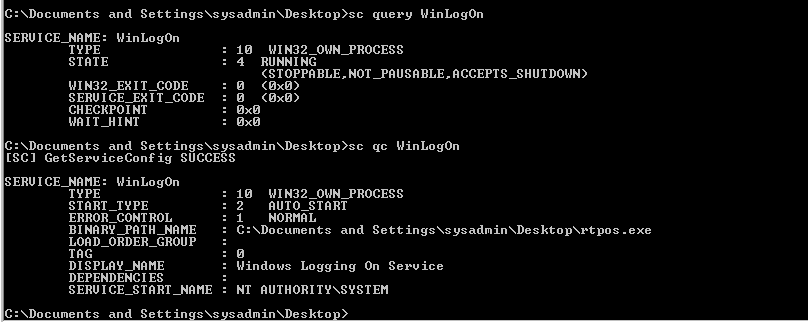 C:\Documents and Settings\sysadmin\Desktop>sc query WinLogOn
SERVICE_NAME: WinLogOn
TYPE : 10 WIN32_OWN_PROCESS
STATE : 4 RUNNING
(STOPPABLE,NOT_PAUSABLE,ACCEPTS_SHUTDOWN)
WIN32_EXIT_CODE : 0 (0x0)
SERVICE_EXIT_CODE : 0 (0x0)
CHECKPOINT : 0x0
WAIT_HINT : 0x0
C:\Documents and Settings\sysadmin\Desktop>sc qc WinLogOn
[SC] GetServiceConfig SUCCESS
SERVICE_NAME: WinLogOn
TYPE : 10 WIN32_OWN_PROCESS
START_TYPE : 2 AUTO_START
ERROR_CONTROL : 1 NORMAL
BINARY_PATH_NAME : C:\Documents and Settings\sysadmin\Desktop\rtpos.exe
LOAD_ORDER_GROUP :
TAG : 0
DISPLAY_NAME : Windows Logging On Service
DEPENDENCIES :
SERVICE_START_NAME : NT AUTHORITY\SYSTEM
C:\Documents and Settings\sysadmin\Desktop>